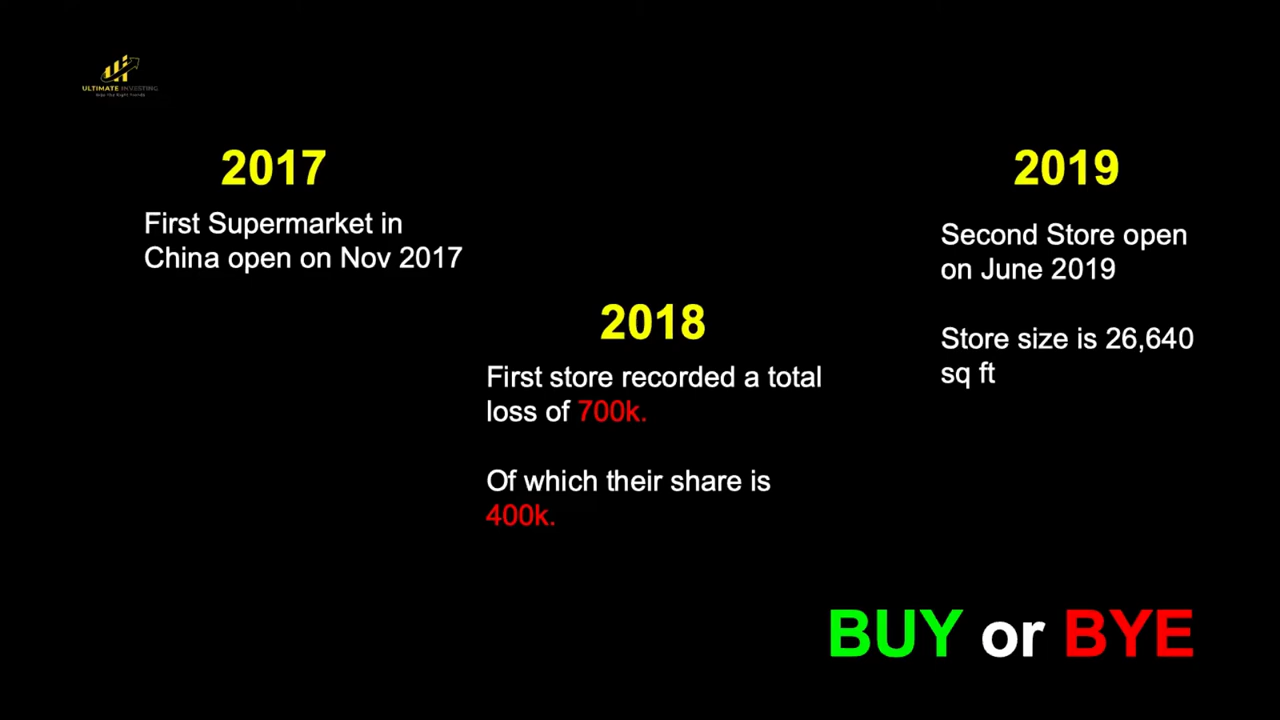 ULTIMATE INVESTING
2017
First Supermarket in
China open on Nov 2017
2018
First store recorded a total
loss of 700k.
Of which their share is
400k.
2019
Second Store open
on June 2019
Store size is 26,640
sq ft
BUY or BYE